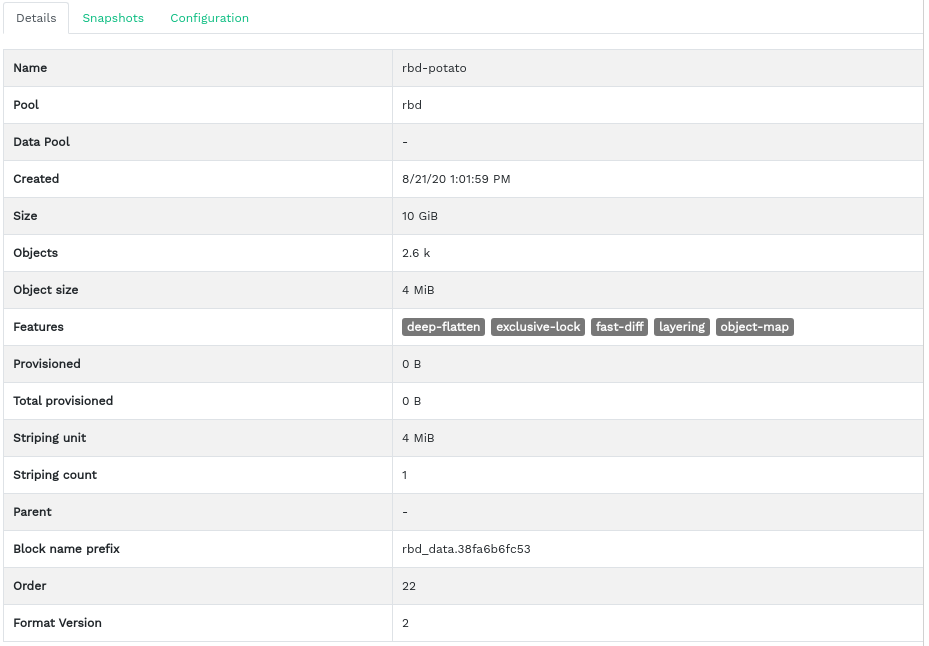 Details Snapshots Configuration
Name rbd-potato
Pool rbd
Data Pool -
Created 8/21/20 1:01:59 PM
Size 10 GiB
Objects 2.6 k
Object size 4 MiB
Features deep-flatten exclusive-lock fast-diff layering object-map
Provisioned 0 B
Total provisioned 0 B
Striping unit 4 MiB
Striping count 1
Parent -
Block name prefix rbd_data.38fa6b6fc53
Order 22
Format Version 2